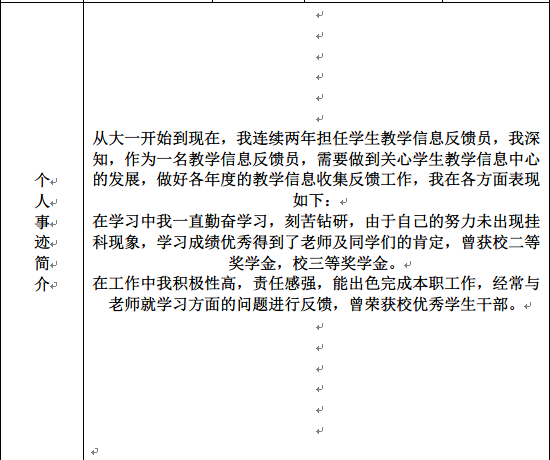 个
人
事
迹
简
介
从大一开始到现在，我连续两年担任学生教学信息反馈员，我深
知，作为一名教学信息反馈员，需要做到关心学生教学信息中心
的发展，做好各年度的教学信息收集反馈工作，我在各方面表现
如下：
在学习中我一直勤奋学习，刻苦钻研，由于自己的努力未出现挂
科现象，学习成绩优秀得到了老师及同学们的肯定，曾获校二等
奖学金，校三等奖学金。
在工作中我积极性高，责任感强，能出色完成本职工作，经常与
老师就学习方面的问题进行反馈，曾荣获校优秀学生干部。